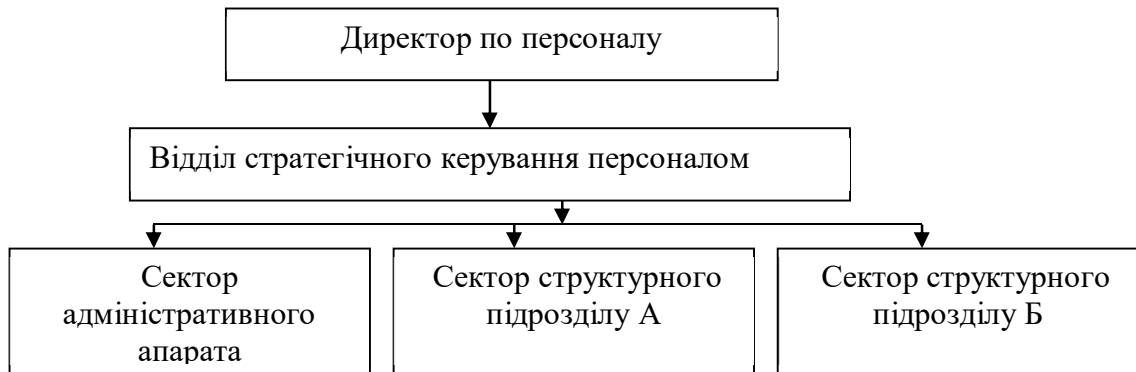 Директор по персоналу
Відділ стратегічного керування персоналом
Сектор
адміністративного
апарата
Сектор структурного
підрозділу А
Сектор структурного
підрозділу Б